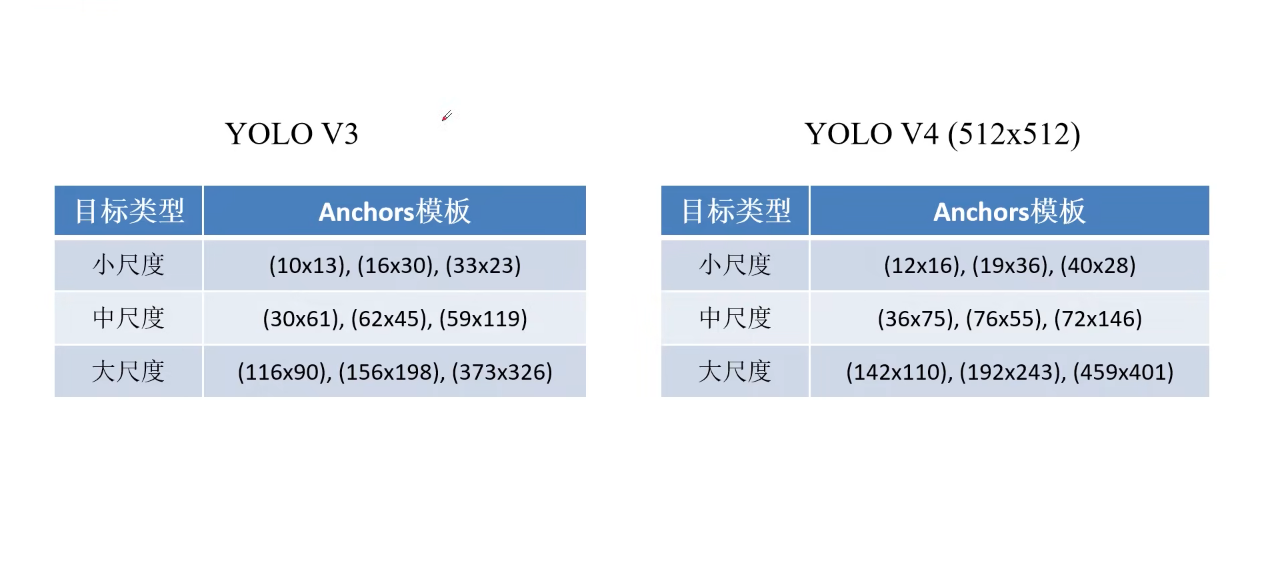 YOLO V3
目标类型 Anchors模板
小尺度 (10x13), (16x30), (33x23)
中尺度 (30x61), (62x45), (59x119)
大尺度 (116x90), (156x198), (373x326)
YOLO V4 (512x512)
目标类型 Anchors模板
小尺度 (12x16), (19x36), (40x28)
中尺度 (36x75), (76x55), (72x146)
大尺度 (142x110), (192x243), (459x401)